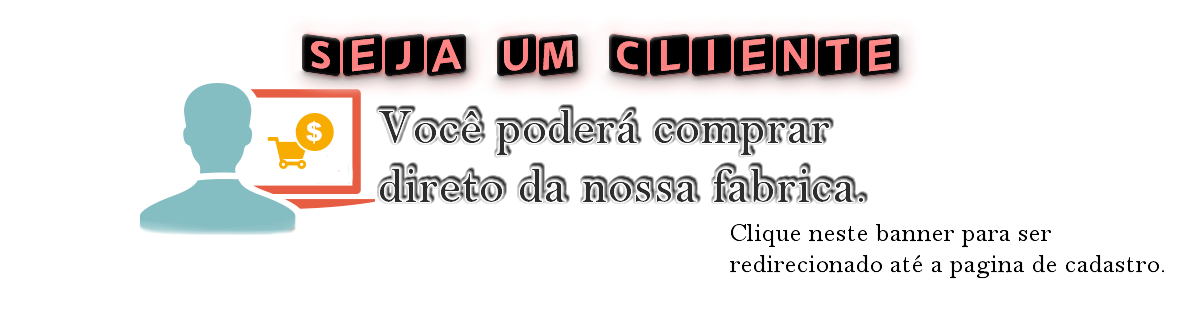 SEJA UM CLIENTE
$
Você poderá comprar
direto da nossa fabrica.
Clique neste banner para ser
redirecionado até a pagina de cadastro.